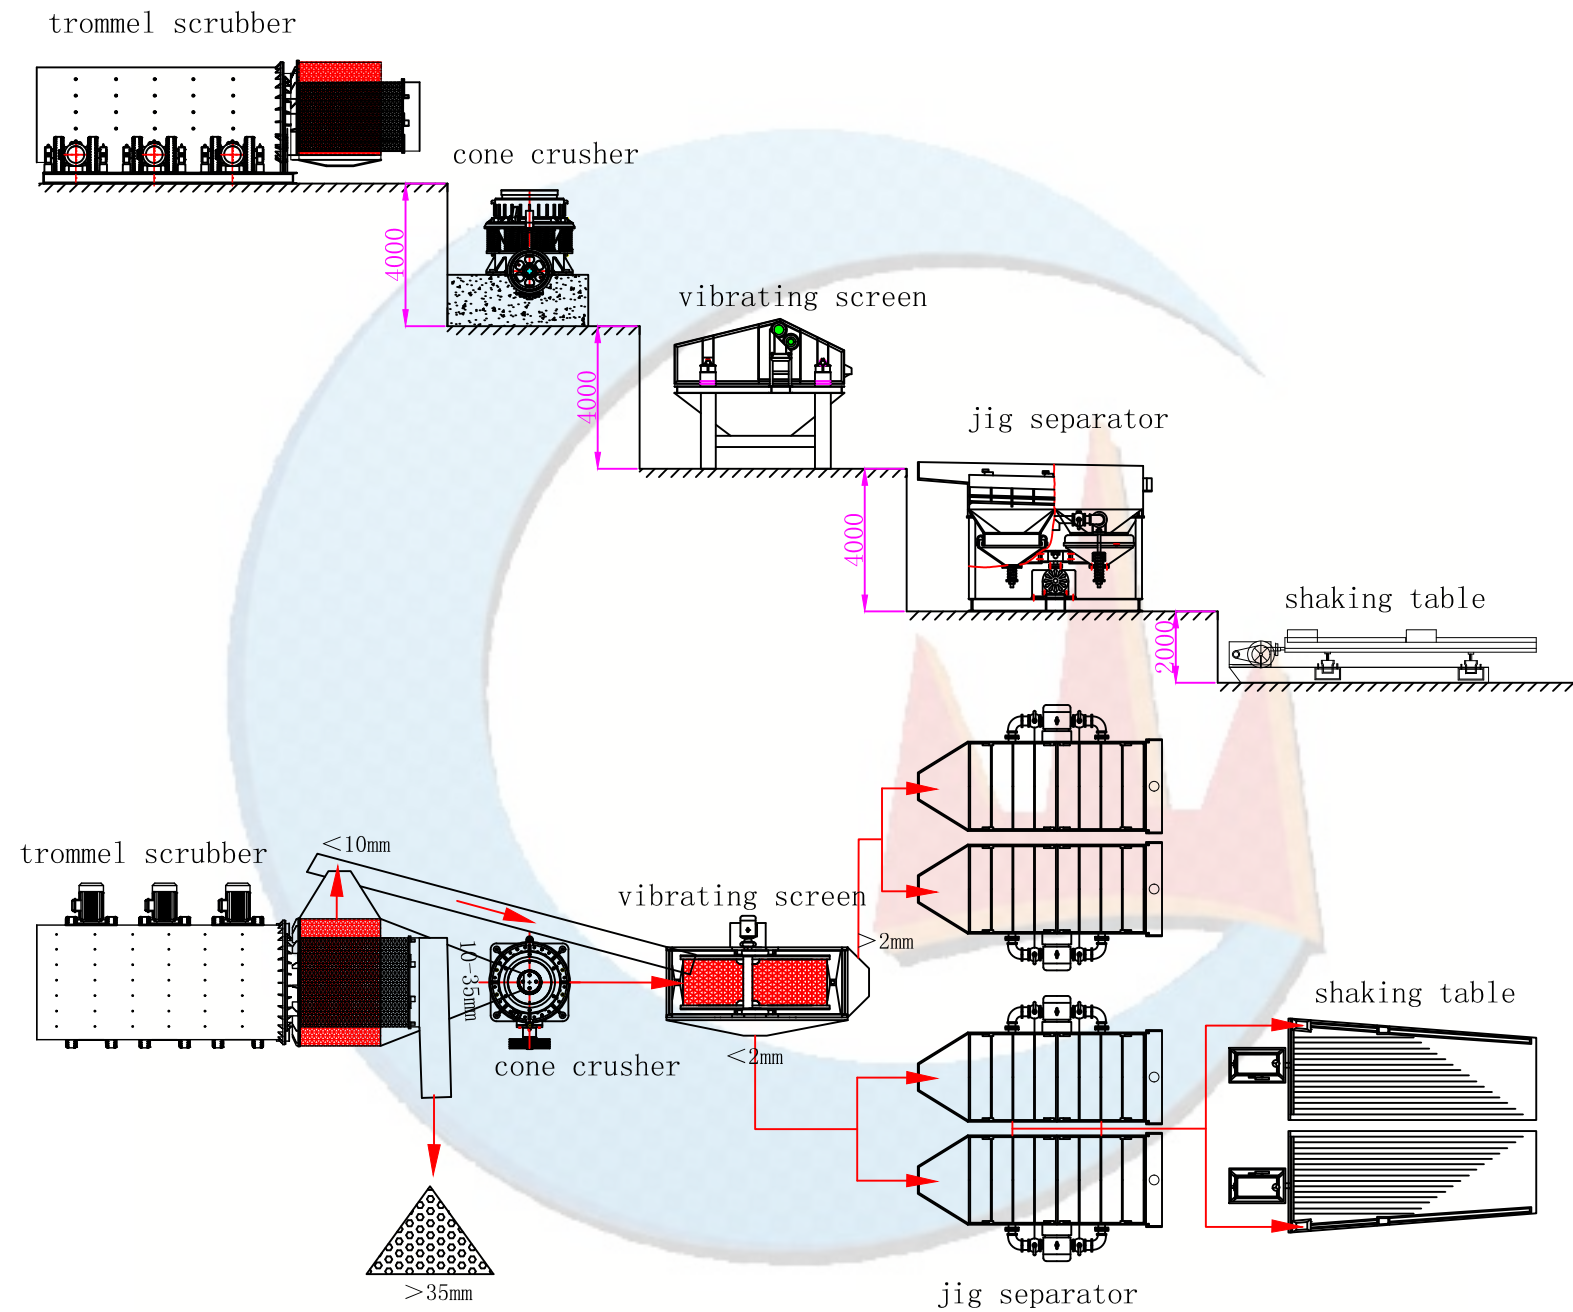 trommel scrubber
cone crusher
4000
vibrating screen
4000
jig separator
4000
shaking table
2000
trommel scrubber
<10mm
vibrating screen
>2mm
10-35mm
shaking table
<2mm
cone crusher
>35mm
jig separator